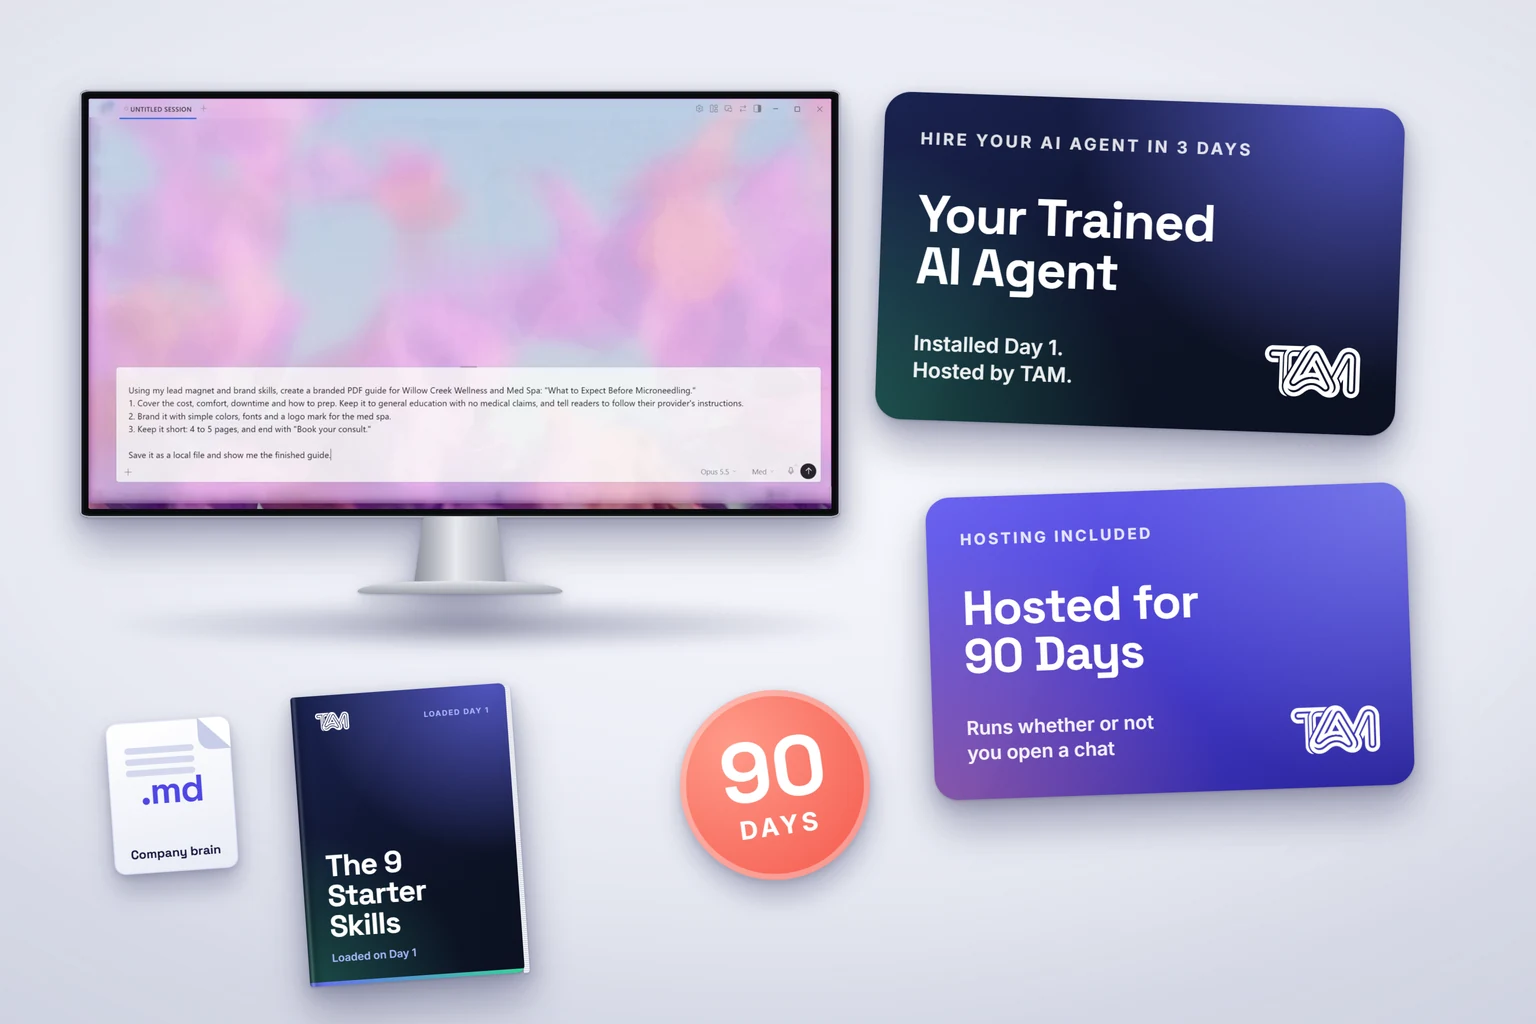 UNTITLED SESSION
Using my lead magnet and brand skills, create a branded PDF guide for Willow Creek Wellness and Med Spa: "What to Expect Before Microneedling."
1. Cover the cost, comfort, downtime and how to prep. Keep it to general education with no medical claims, and tell readers to follow their provider's instructions.
2. Brand it with simple colors, fonts and a logo mark for the med spa.
3. Keep it short: 4 to 5 pages, and end with "Book your consult."
Save it as a local file and show me the finished guide.
Opus 5.5
Med
HIRE YOUR AI AGENT IN 3 DAYS
Your Trained
AI Agent
Installed Day 1.
Hosted by TAM.
TAM
HOSTING INCLUDED
Hosted for
90 Days
Runs whether or not
you open a chat
TAM
.md
Company brain
TAM
LOADED DAY 1
The 9
Starter
Skills
Loaded on Day 1
90
DAYS